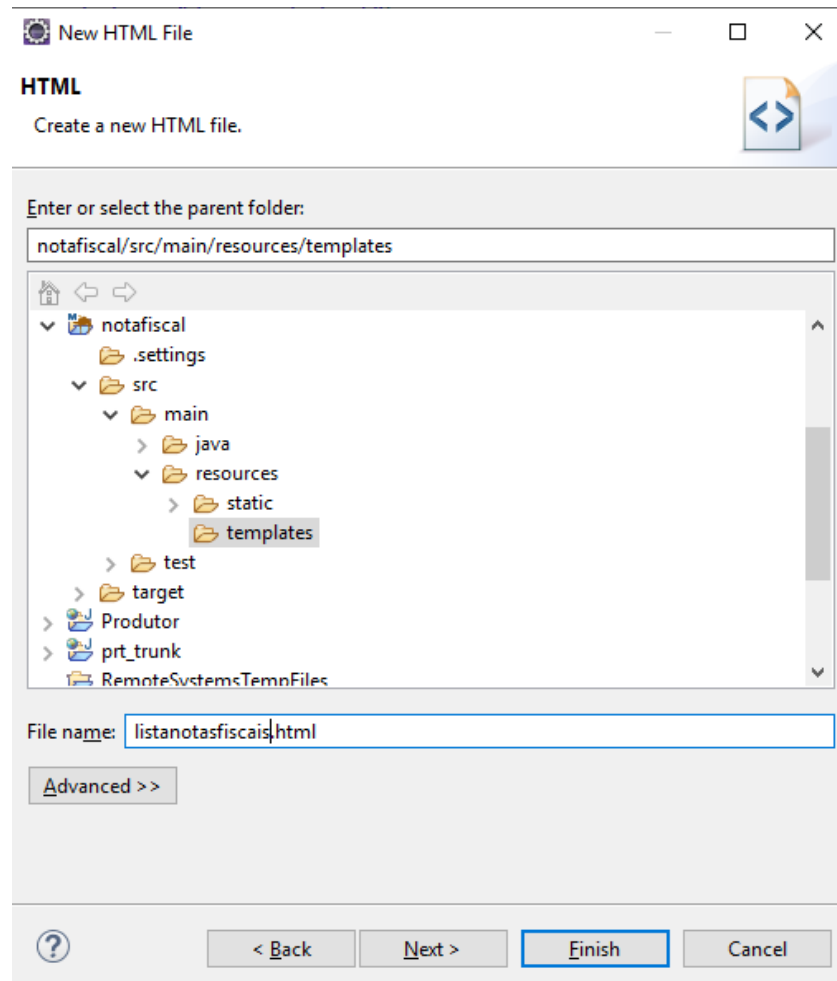 New HTML File
HTML
Create a new HTML file.
Enter or select the parent folder:
notafiscal/src/main/resources/templates
notafiscal
.settings
src
main
java
resources
static
templates
test
target
Produtor
prt_trunk
RemoteSystemsTempFiles
File name: listanotasfiscais.html
Advanced >>
< Back Next > Finish Cancel